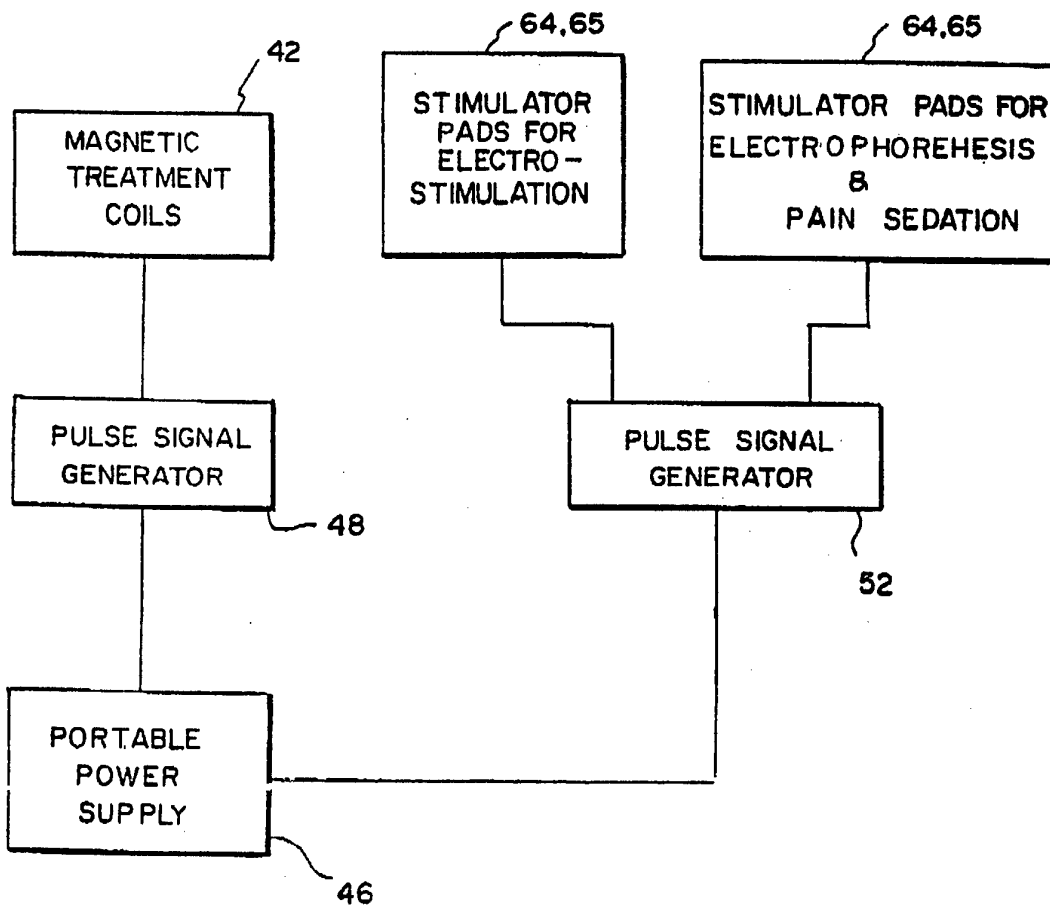 42
MAGNETIC
TREATMENT
COILS
64,65
STIMULATOR
PADS FOR
ELECTRO-
STIMULATION
64,65
STIMULATOR PADS FOR
ELECTROPHOREHESIS
&
PAIN SEDATION
PULSE SIGNAL
GENERATOR
48
PULSE SIGNAL
GENERATOR
52
PORTABLE
POWER
SUPPLY
46